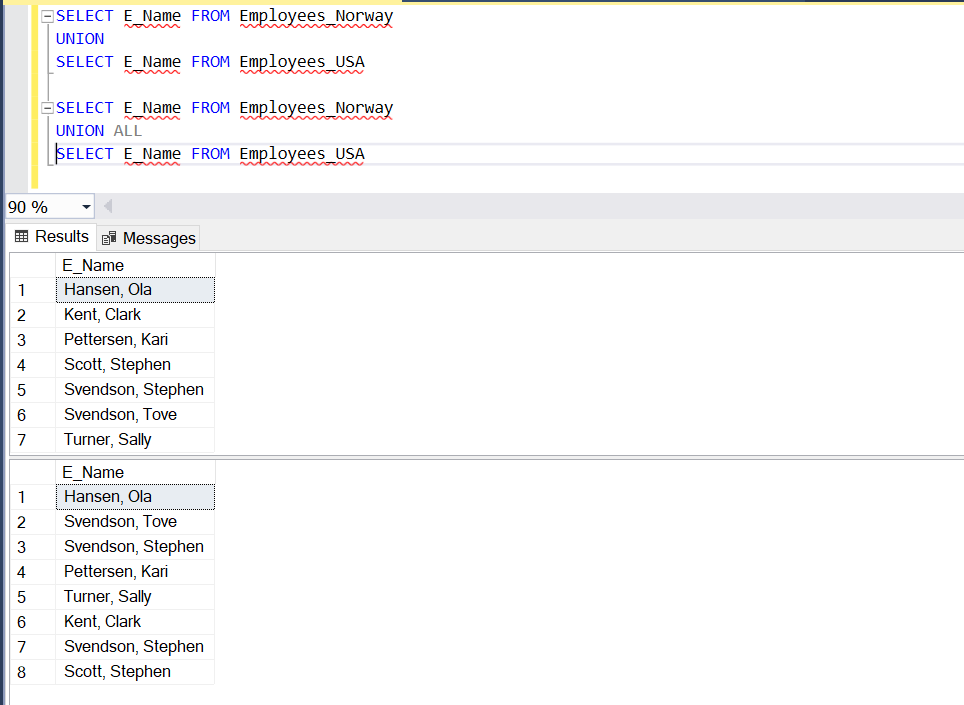 SELECT E_Name FROM Employees_Norway
UNION
SELECT E_Name FROM Employees_USA
SELECT E_Name FROM Employees_Norway
UNION ALL
SELECT E_Name FROM Employees_USA
90 %
Results Messages
E_Name
1 Hansen, Ola
2 Kent, Clark
3 Pettersen, Kari
4 Scott, Stephen
5 Svendson, Stephen
6 Svendson, Tove
7 Turner, Sally
E_Name
1 Hansen, Ola
2 Svendson, Tove
3 Svendson, Stephen
4 Pettersen, Kari
5 Turner, Sally
6 Kent, Clark
7 Svendson, Stephen
8 Scott, Stephen